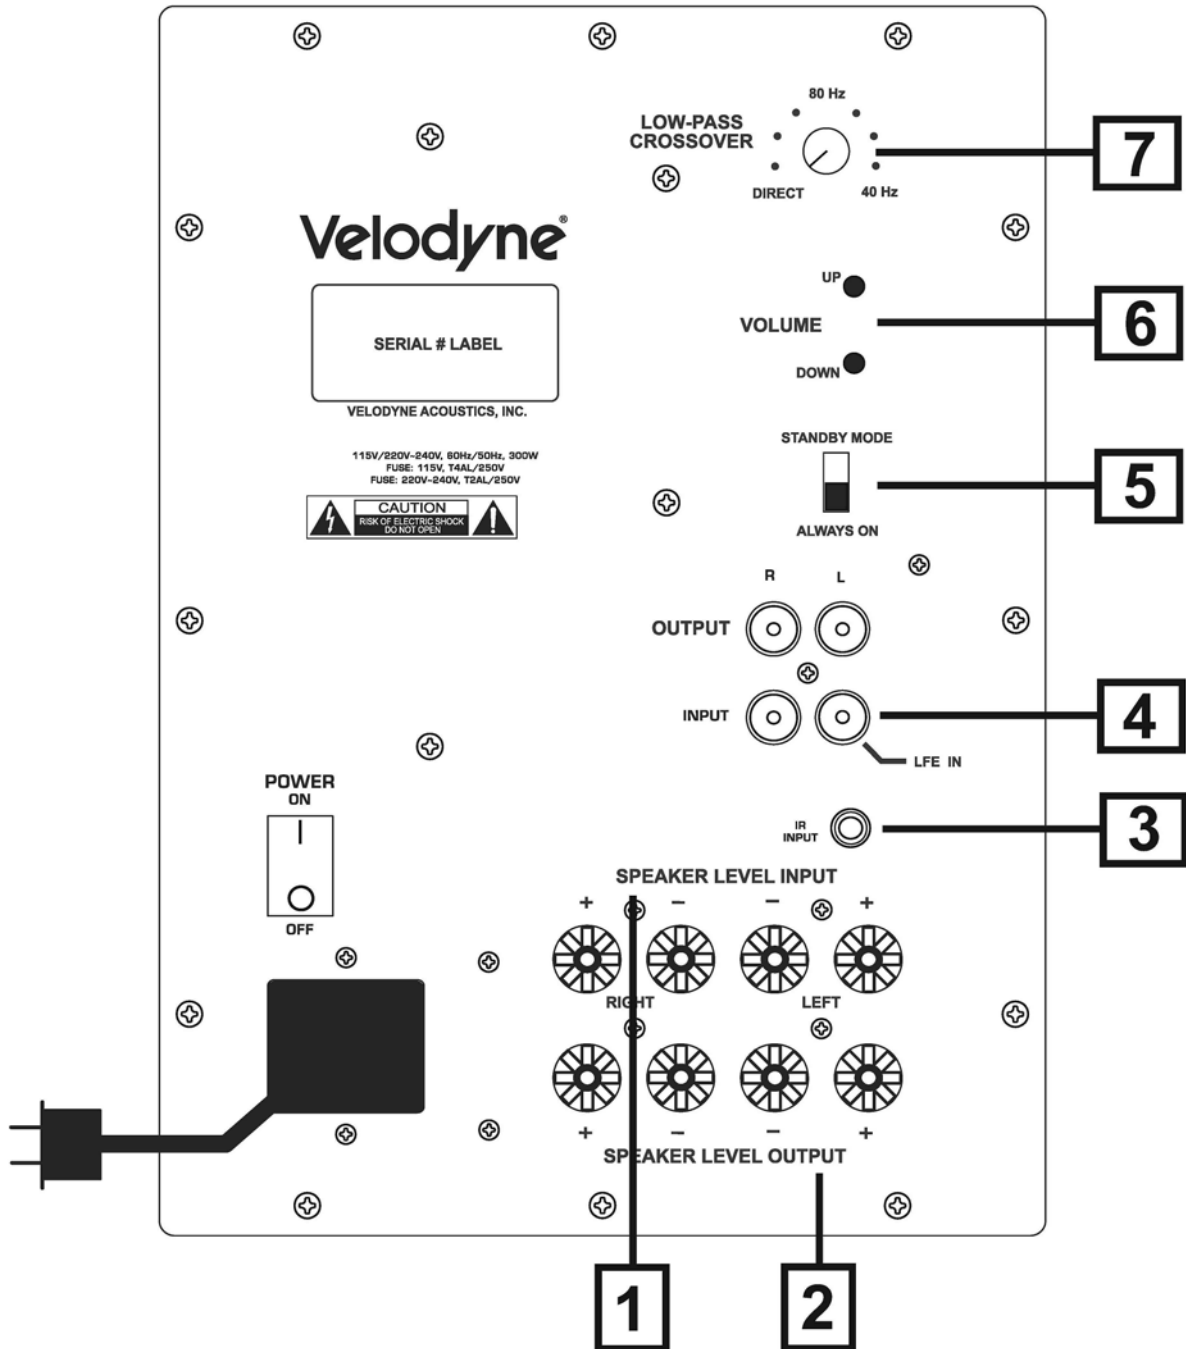 80 Hz
LOW-PASS
CROSSOVER
7
DIRECT
40 Hz
Velodyne®
UP
VOLUME
6
SERIAL # LABEL
DOWN
VELODYNE ACOUSTICS, INC.
STANDBY MODE
115V/220V-240V, 60Hz/50Hz, 300W
FUSE: 115V, T4AL/250V
FUSE: 220V-240V, T2AL/250V
5
CAUTION
RISK OF ELECTRIC SHOCK
DO NOT OPEN
ALWAYS ON
R L
OUTPUT
INPUT
4
LFE IN
POWER
ON
IR
INPUT
3
SPEAKER LEVEL INPUT
+ − − +
OFF
RIGHT LEFT
+ − − +
SPEAKER LEVEL OUTPUT
1
2